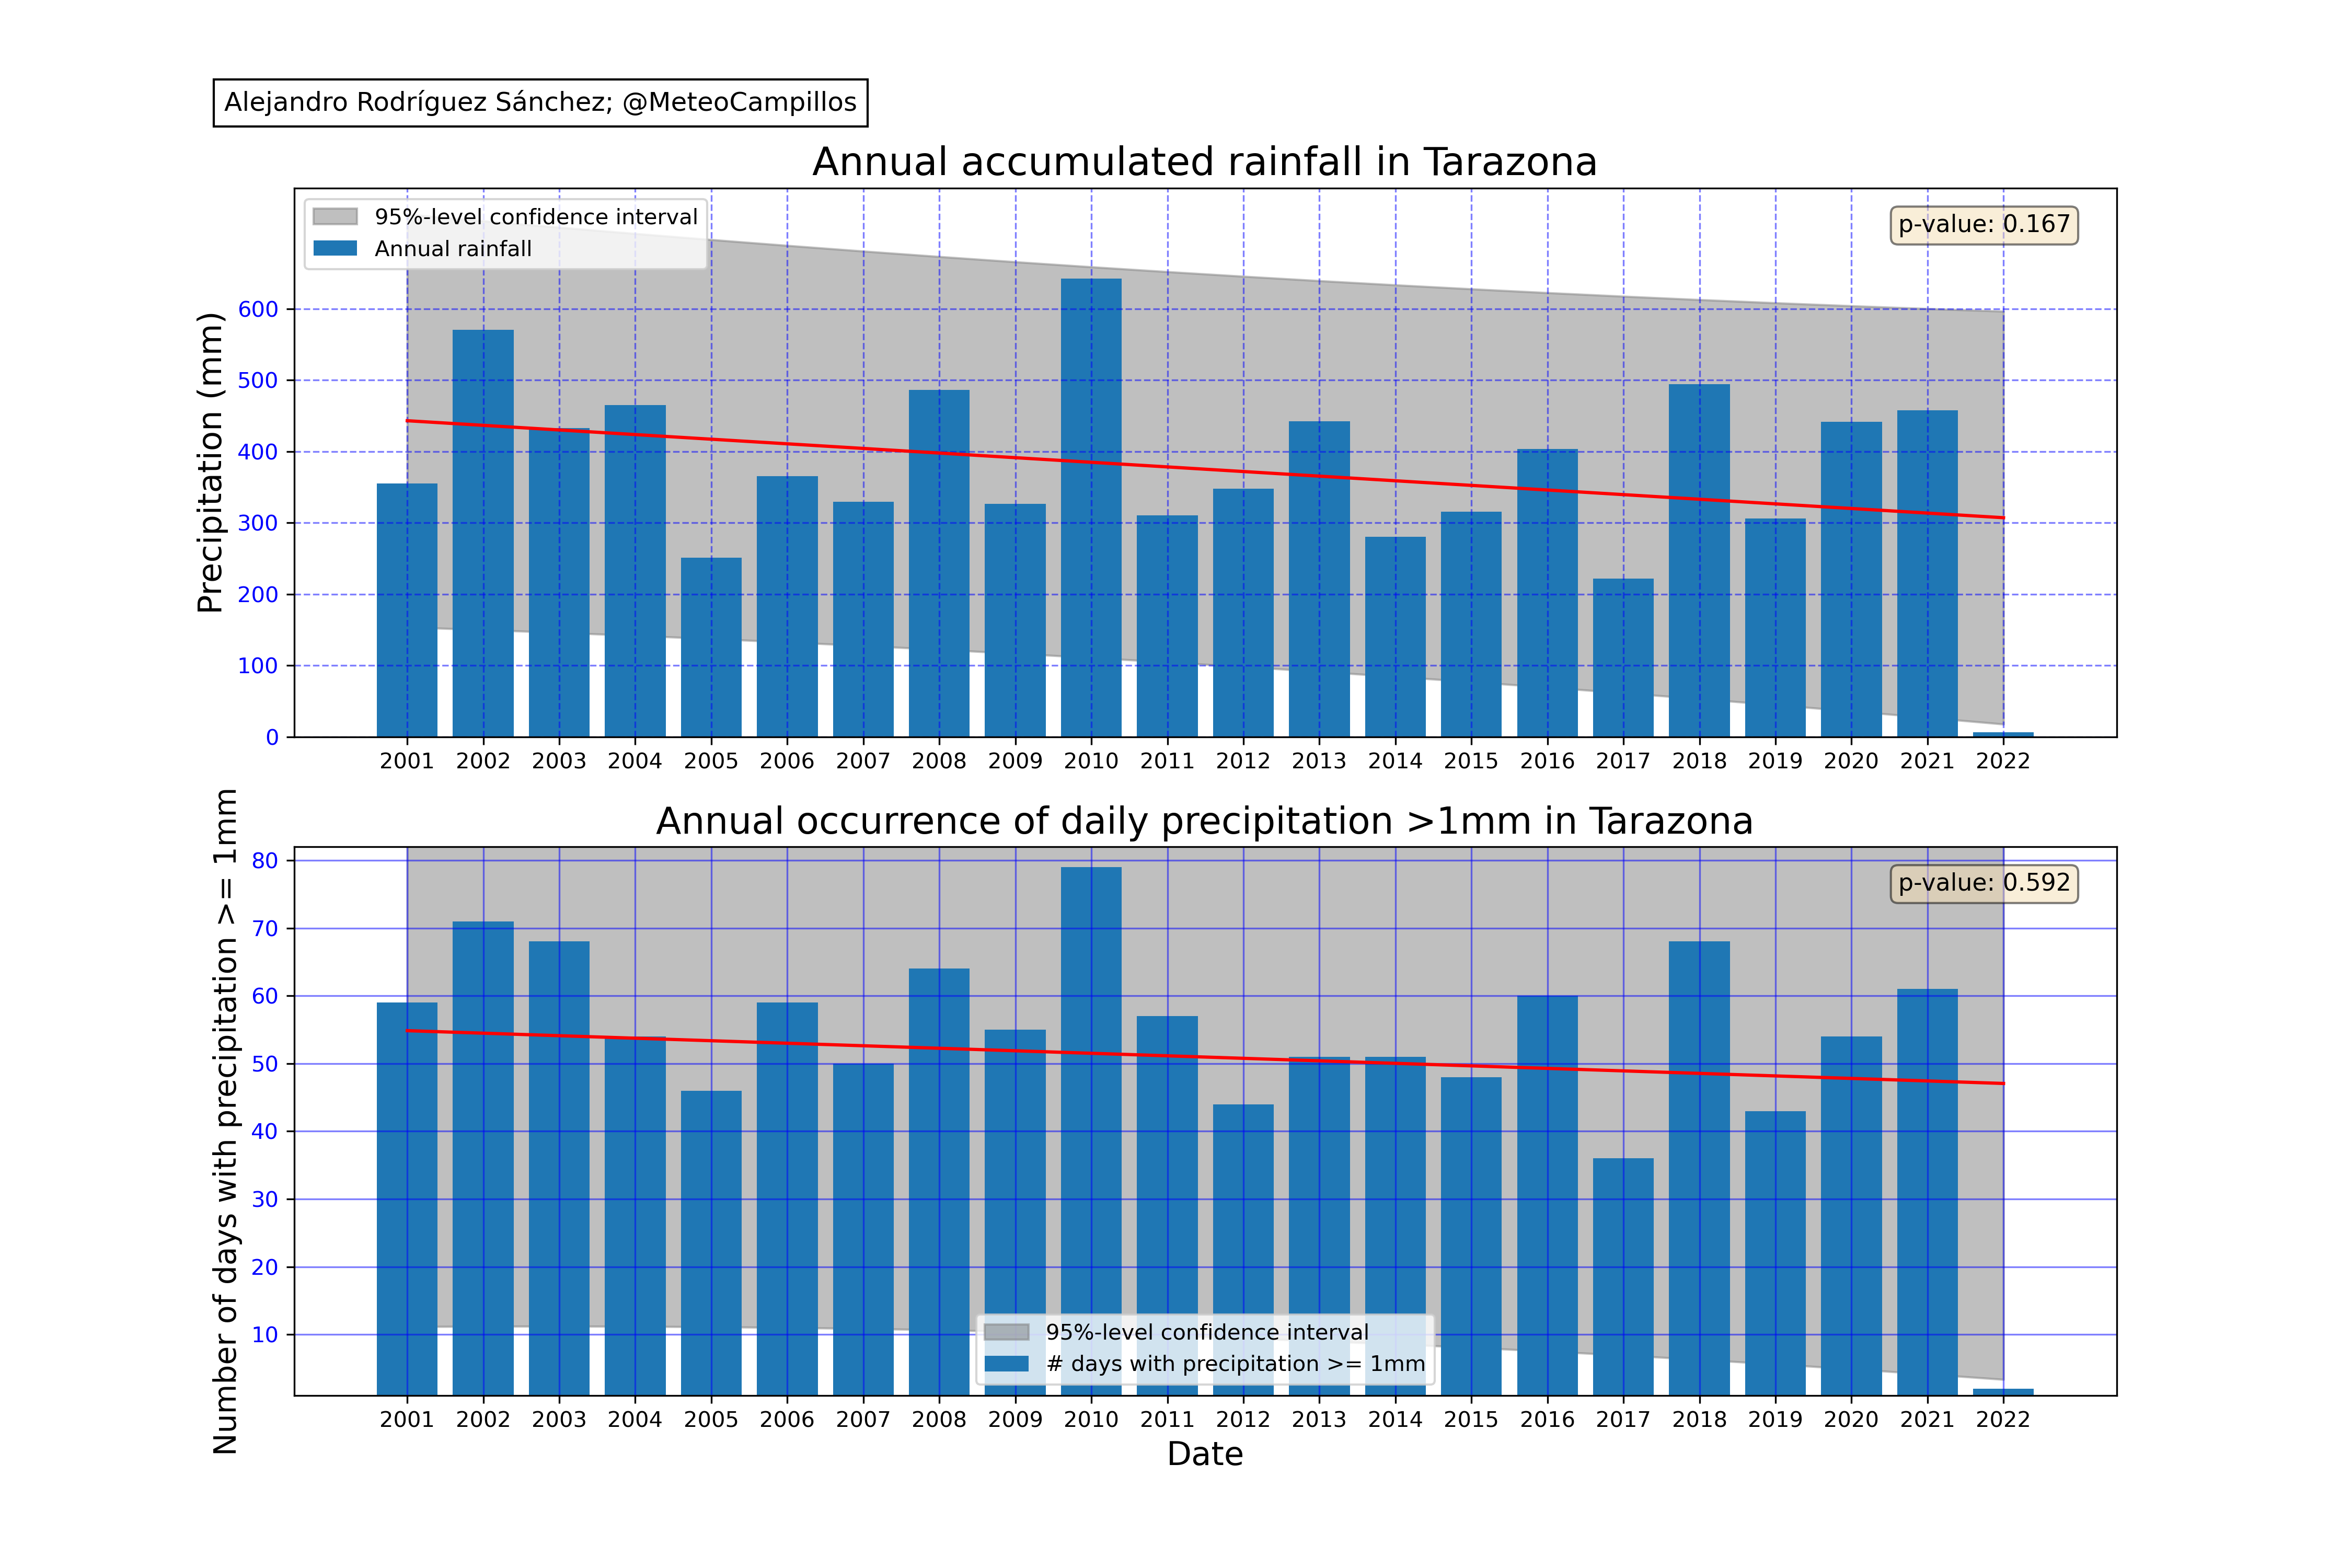 Alejandro Rodríguez Sánchez; @MeteoCampillos
Annual accumulated rainfall in Tarazona
95%-level confidence interval
Annual rainfall
p-value: 0.167
Precipitation (mm)
600
500
400
300
200
100
0
2001 2002 2003 2004 2005 2006 2007 2008 2009 2010 2011 2012 2013 2014 2015 2016 2017 2018 2019 2020 2021 2022
Annual occurrence of daily precipitation >1mm in Tarazona
p-value: 0.592
Number of days with precipitation >= 1mm
80
70
60
50
40
30
20
10
95%-level confidence interval
# days with precipitation >= 1mm
2001 2002 2003 2004 2005 2006 2007 2008 2009 2010 2011 2012 2013 2014 2015 2016 2017 2018 2019 2020 2021 2022
Date